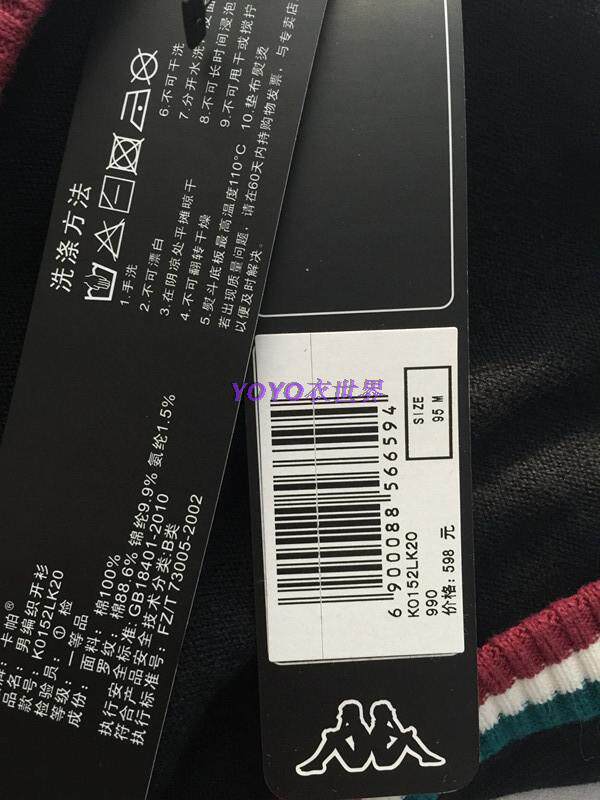 洗涤方法
1.手洗
2.不可漂白
3.在阴凉处平摊晾干
4.不可翻转干燥
5.熨斗底板最高温度110°C
6.不可干洗
7.分开水洗
8.不可长时间浸泡
9.不可甩干或搅拧
10.垫布熨烫
若出现质量问题，请在60天内持购物发票，与专卖店
以便及时解决。
卡帕®
品名: 男编织开衫
款号: K0152LK20
检验员: ① 检
等级: 一等品
成份: 面料: 棉100%
罗纹: 棉88.6% 锦纶9.9% 氨纶1.5%
执行安全标准: GB18401-2010
符合产品安全技术分类:B类
执行标准号: FZ/T73005-2002
YOYO衣世界
SIZE
95 M
6 900088 566594
K0152LK20
990
价格: 598 元